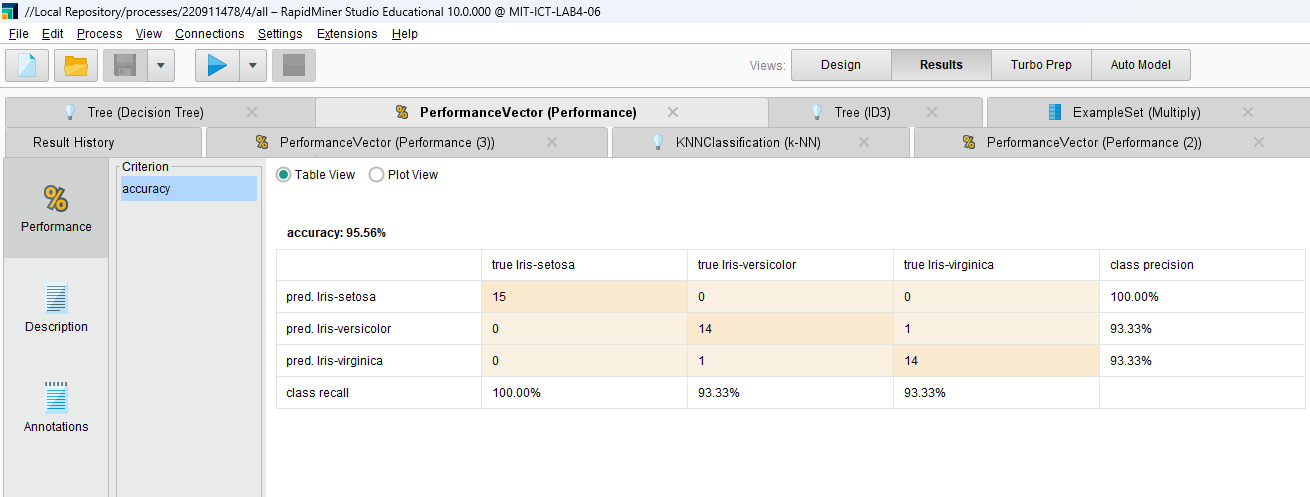 //Local Repository/processes/220911478/4/all – RapidMiner Studio Educational 10.0.000 @ MIT-ICT-LAB4-06
File Edit Process View Connections Settings Extensions Help
Views: Design Results Turbo Prep Auto Model
Tree (Decision Tree) PerformanceVector (Performance) Tree (ID3) ExampleSet (Multiply)
Result History PerformanceVector (Performance (3)) KNNClassification (k-NN) PerformanceVector (Performance (2))
% Performance
Description
Annotations
Criterion
accuracy
Table View Plot View
accuracy: 95.56%
true Iris-setosa true Iris-versicolor true Iris-virginica class precision
pred. Iris-setosa 15 0 0 100.00%
pred. Iris-versicolor 0 14 1 93.33%
pred. Iris-virginica 0 1 14 93.33%
class recall 100.00% 93.33% 93.33%